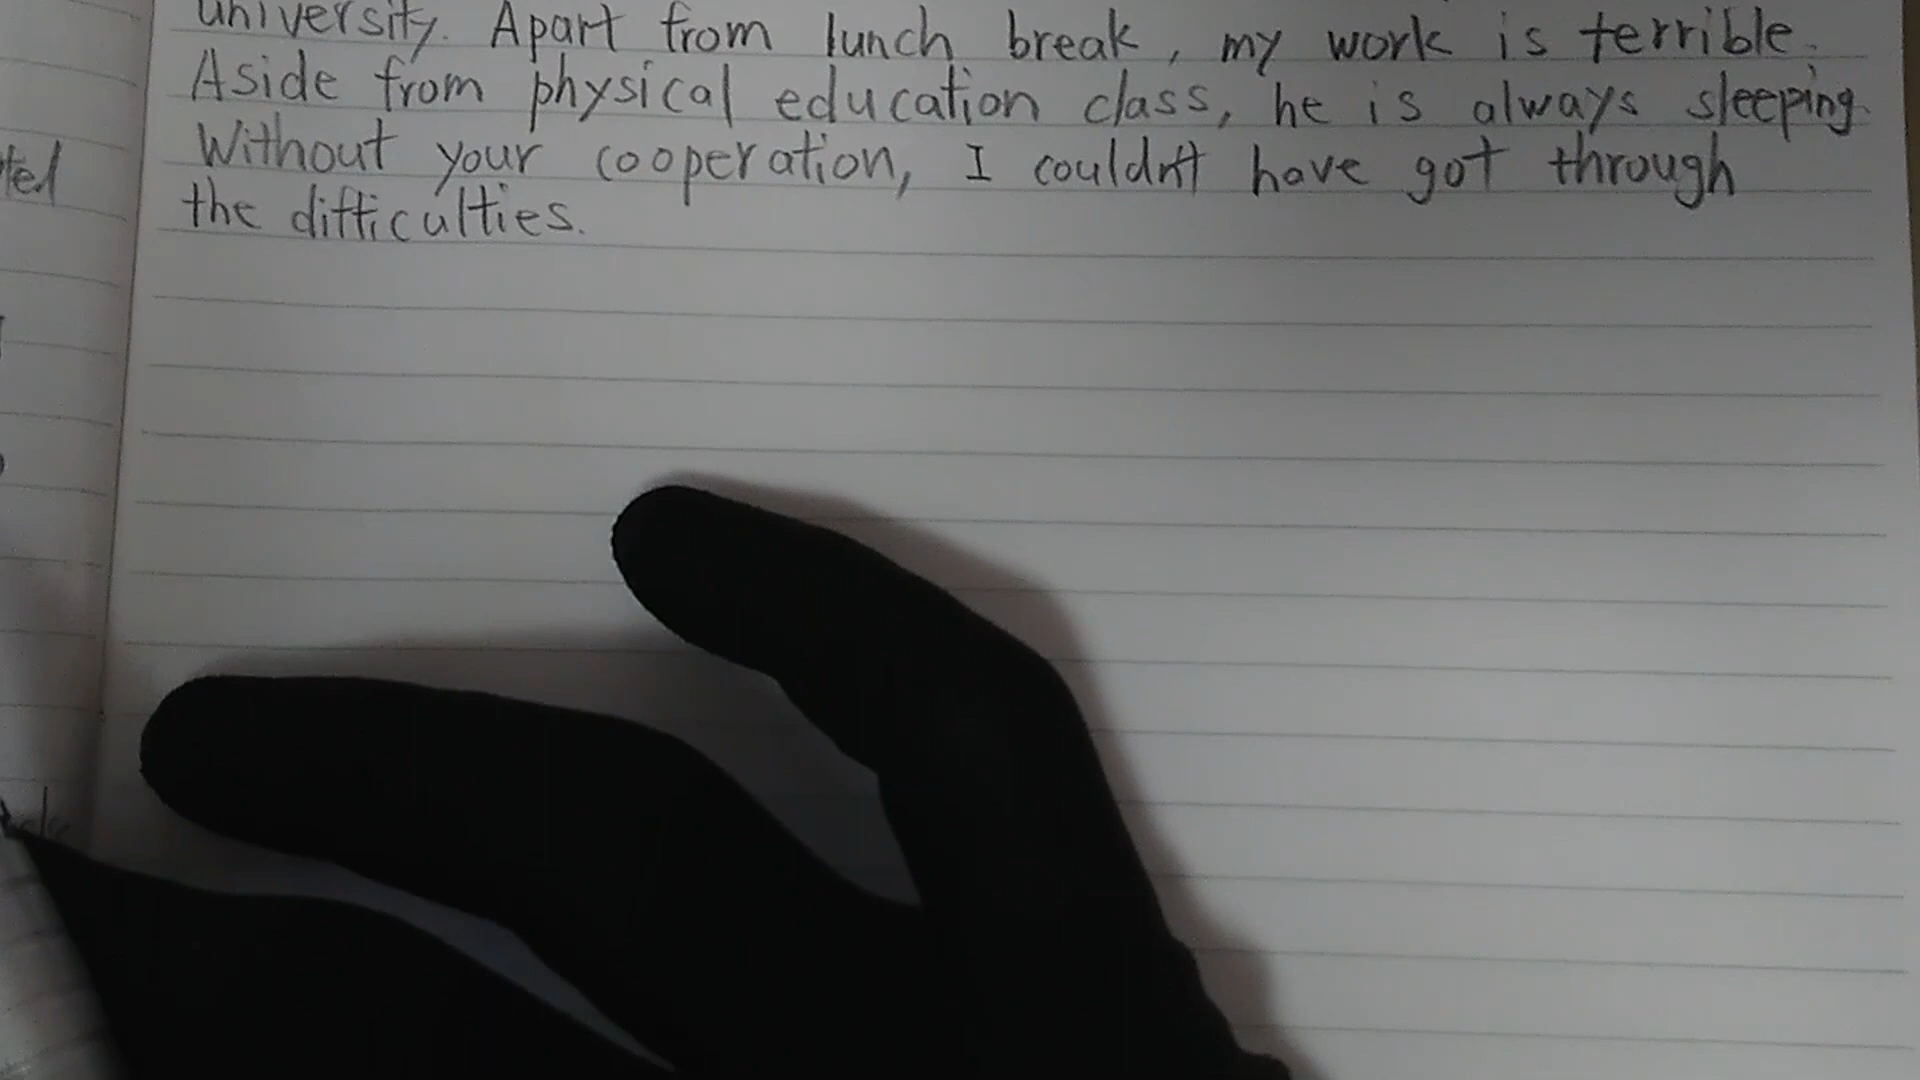 university. Apart from lunch break, my work is terrible.
Aside from physical education class, he is always sleeping.
Without your cooperation, I couldn't have got through
the difficulties.